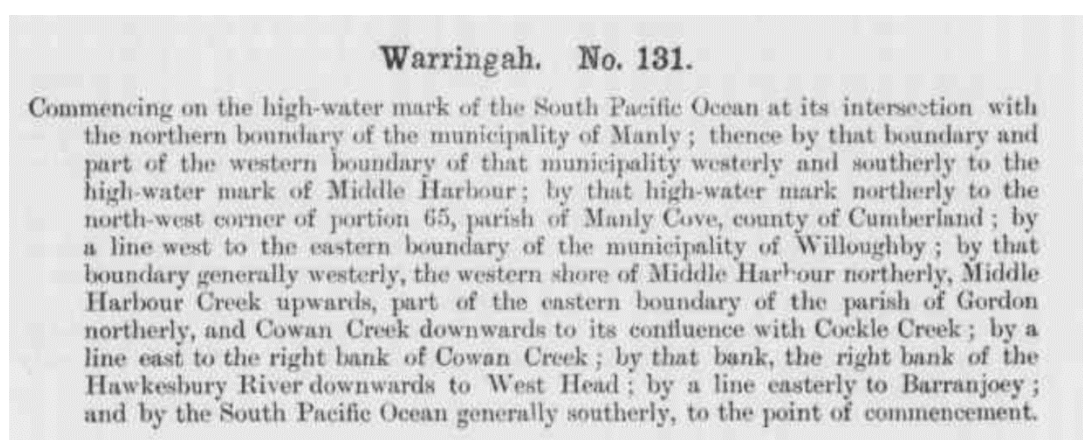 Warringah. No. 131.
Commencing on the high-water mark of the South Pacific Ocean at its intersection with
the northern boundary of the municipality of Manly ; thence by that boundary and
part of the western boundary of that municipality westerly and southerly to the
high-water mark of Middle Harbour ; by that high-water mark northerly to the
north-west corner of portion 65, parish of Manly Cove, county of Cumberland ; by
a line west to the eastern boundary of the municipality of Willoughby ; by that
boundary generally westerly, the western shore of Middle Harbour northerly, Middle
Harbour Creek upwards, part of the eastern boundary of the parish of Gordon
northerly, and Cowan Creek downwards to its confluence with Cockle Creek ; by a
line east to the right bank of Cowan Creek ; by that bank, the right bank of the
Hawkesbury River downwards to West Head ; by a line easterly to Barranjoey ;
and by the South Pacific Ocean generally southerly, to the point of commencement.